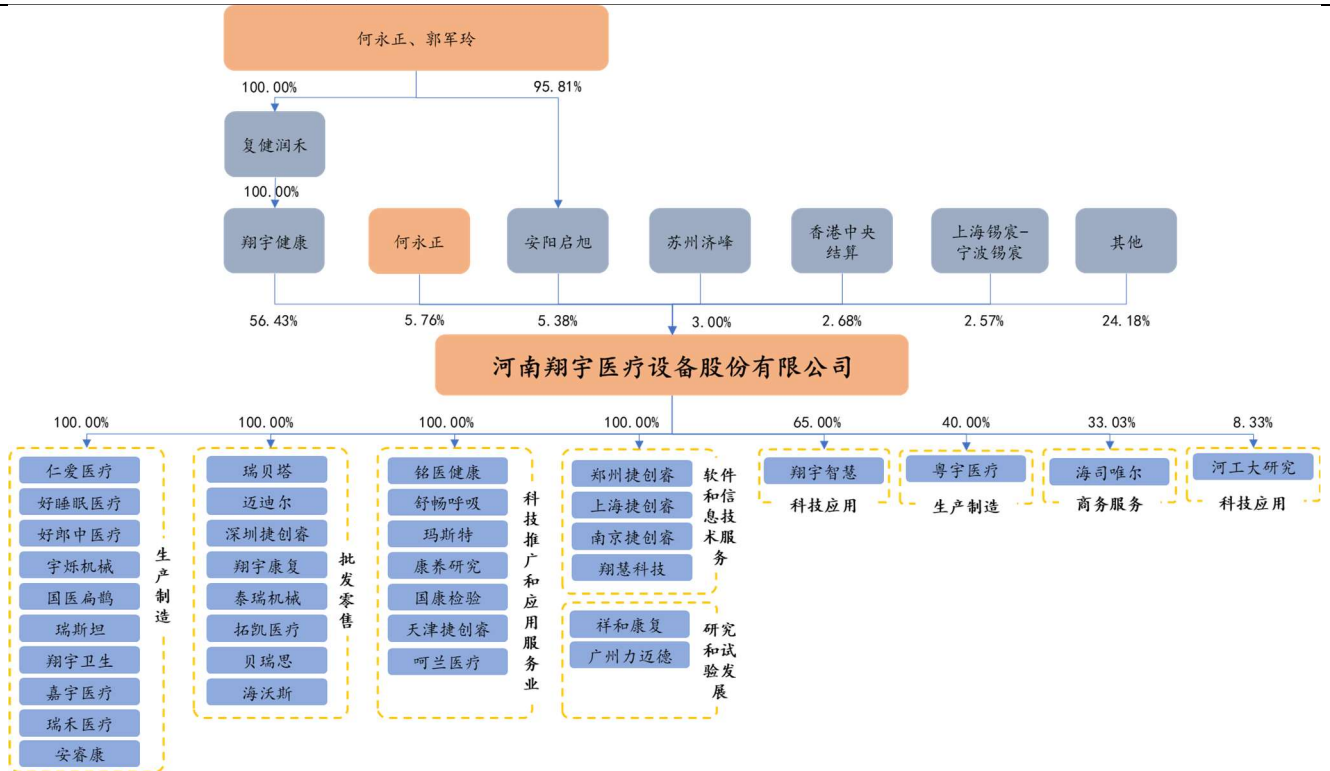 何永正、郭军玲
100.00%
95.81%
复健润禾
100.00%
翔宇健康
何永正
安阳启旭
苏州济峰
香港中央
结算
上海锡宸-
宁波锡宸
其他
56.43%
5.76%
5.38%
3.00%
2.68%
2.57%
24.18%
河南翔宇医疗设备股份有限公司
100.00%
100.00%
100.00%
100.00%
65.00%
40.00%
33.03%
8.33%
仁爱医疗
好睡眠医疗
好郎中医疗
宇烁机械
国医扁鹊
瑞斯坦
翔宇卫生
嘉宇医疗
瑞禾医疗
安睿康
生产制造
瑞贝塔
迈迪尔
深圳捷创睿
翔宇康复
泰瑞机械
拓凯医疗
贝瑞思
海沃斯
批发零售
铭医健康
舒畅呼吸
玛斯特
康养研究
国康检验
天津捷创睿
呵兰医疗
科技推广和应用服务业
郑州捷创睿
上海捷创睿
南京捷创睿
翔慧科技
软件
和信
息技
术服
务
祥和康复
广州力迈德
研究
和试
验发
展
翔宇智慧
科技应用
粤宇医疗
生产制造
海司唯尔
商务服务
河工大研究
科技应用